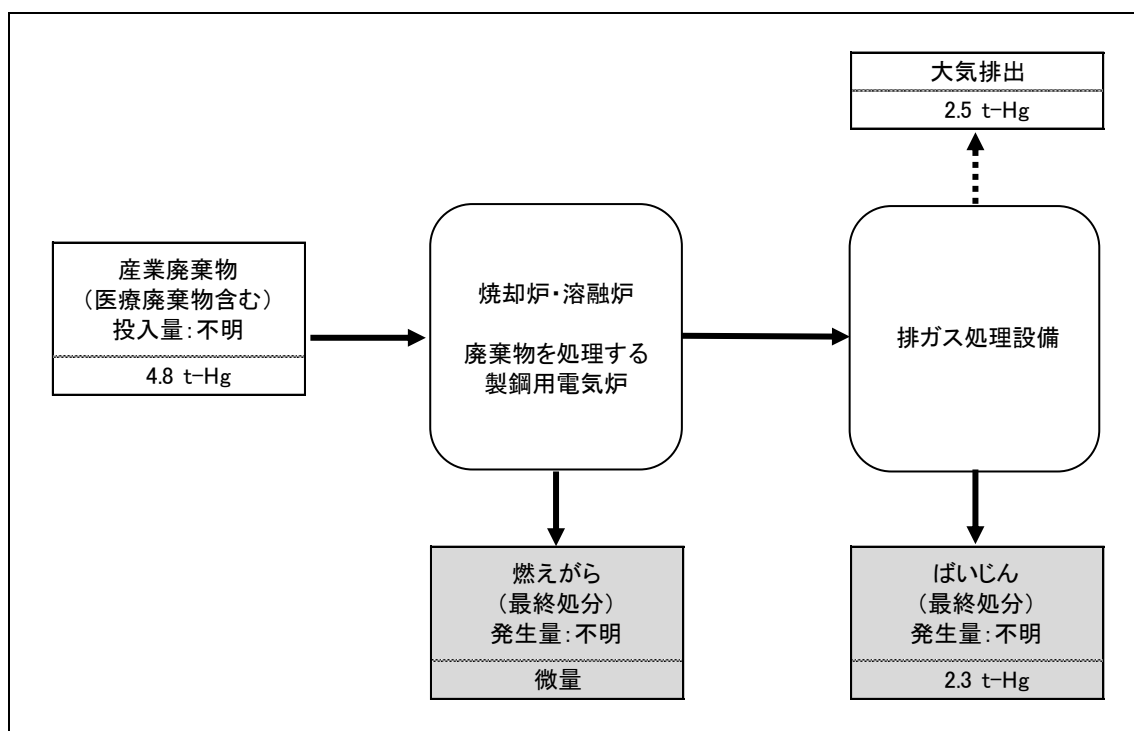 大気排出
2.5 t-Hg
産業廃棄物
（医療廃棄物含む）
投入量：不明
4.8 t-Hg
焼却炉・溶融炉
廃棄物を処理する
製鋼用電気炉
排ガス処理設備
燃えがら
（最終処分）
発生量：不明
微量
ばいじん
（最終処分）
発生量：不明
2.3 t-Hg